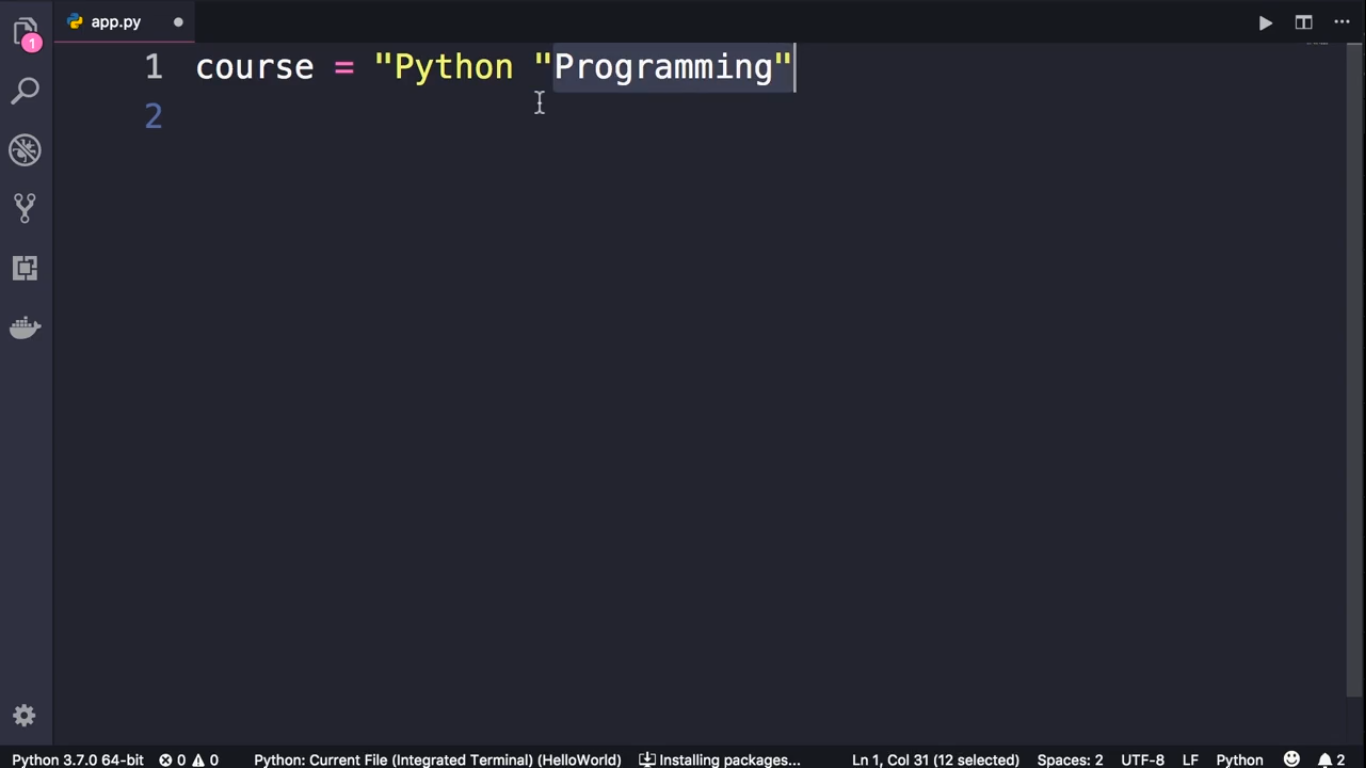 1
app.py
1 course = "Python "Programming"
2
Python 3.7.0 64-bit 0 0 Python: Current File (Integrated Terminal) (HelloWorld) Installing packages... Ln 1, Col 31 (12 selected) Spaces: 2 UTF-8 LF Python 2